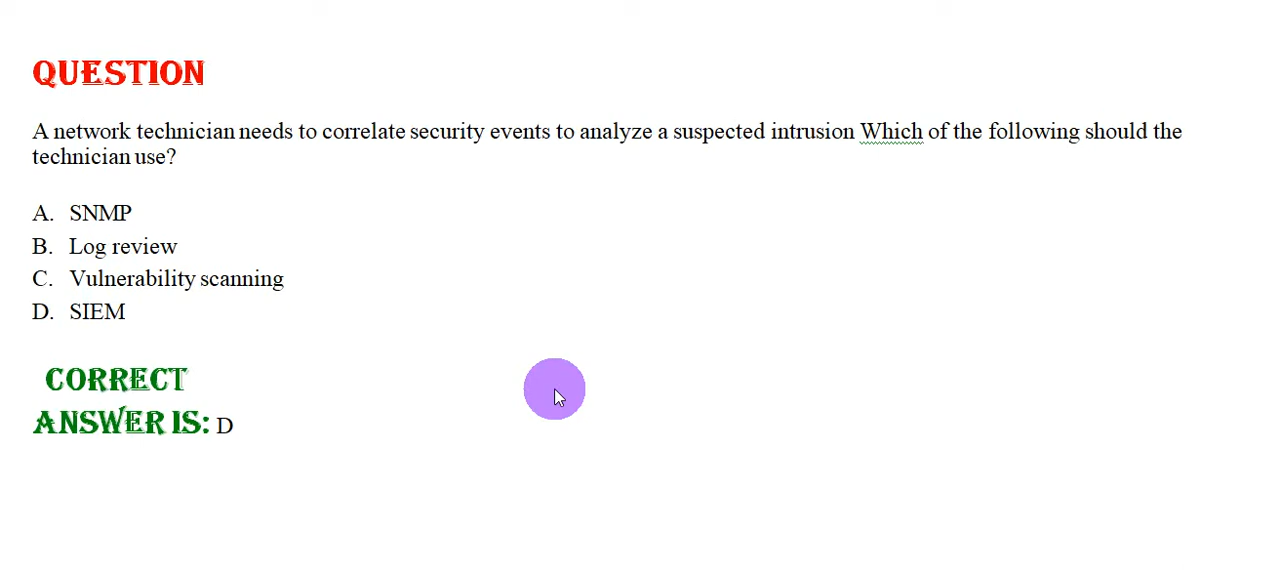 QUESTION
A network technician needs to correlate security events to analyze a suspected intrusion Which of the following should the
technician use?
A. SNMP
B. Log review
C. Vulnerability scanning
D. SIEM
CORRECT
ANSWER IS: D